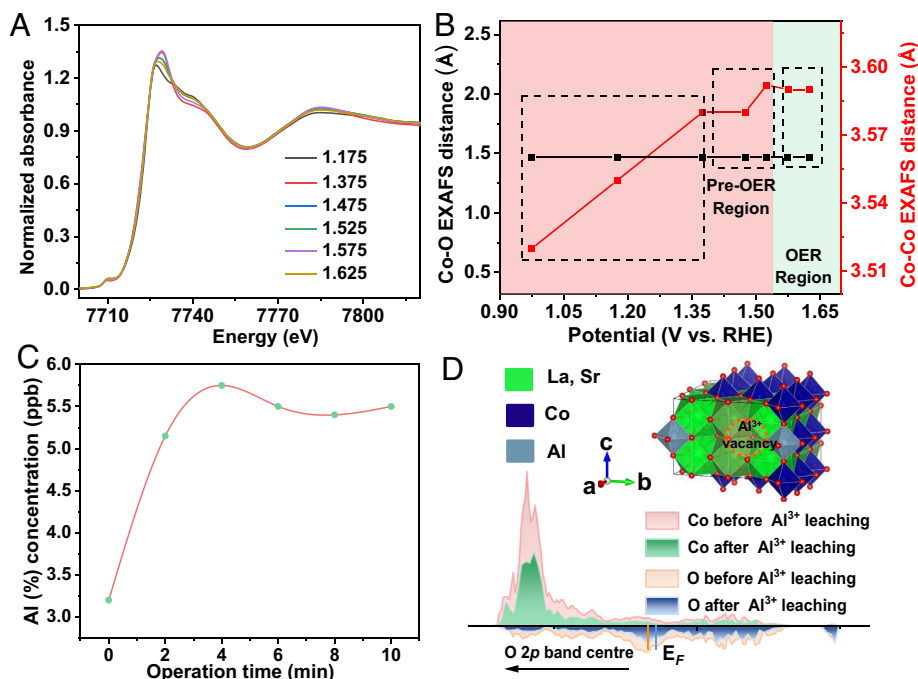 A
Normalized absorbance
1.5
1.2
0.9
0.6
0.3
0.0
1.175
1.375
1.475
1.525
1.575
1.625
7710 7740 7770 7800
Energy (eV)
B
Co-O EXAFS distance (Å)
2.5
2.0
1.5
1.0
0.5
Pre-OER
Region
OER
Region
0.90 1.05 1.20 1.35 1.50 1.65
Potential (V vs. RHE)
3.60
3.58
3.56
3.54
3.52
3.51
Co-Co EXAFS distance (Å)
C
Al (%) concentration (ppb)
6.0
5.5
5.0
4.5
4.0
3.5
3.0
0 2 4 6 8 10
Operation time (min)
D
La, Sr
Co
Al
c
a
b
Al³⁺
vacancy
Co before Al³⁺ leaching
Co after Al³⁺ leaching
O before Al³⁺ leaching
O after Al³⁺ leaching
O 2p band centre
E_F